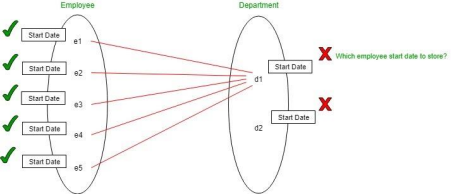 Employee
Department
Start Date
e1
Start Date
e2
Start Date
e3
Start Date
e4
Start Date
e5
Start Date
d1
Which employee start date to store?
Start Date
d2